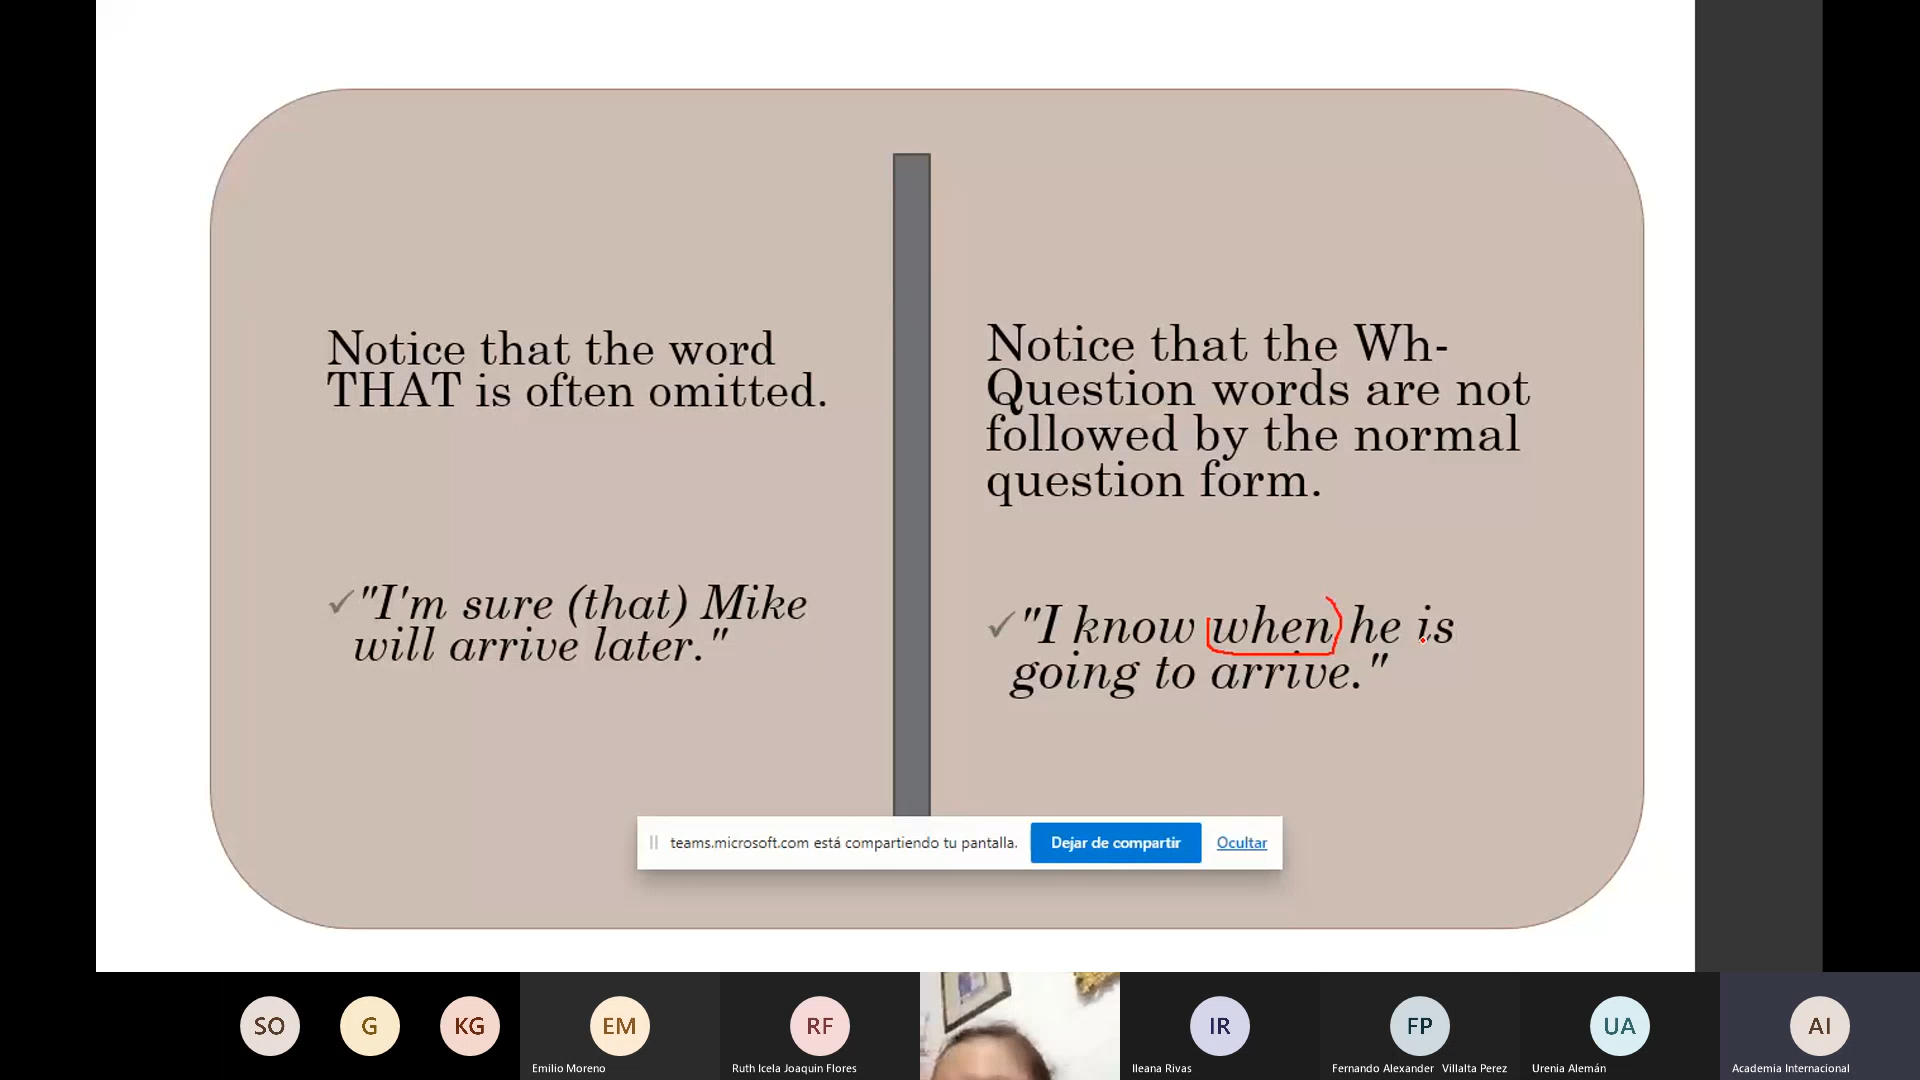 Notice that the word
THAT is often omitted.
"I'm sure (that) Mike
will arrive later."
Notice that the Wh-
Question words are not
followed by the normal
question form.
"I know when he is
going to arrive."
teams.microsoft.com está compartiendo tu pantalla. Dejar de compartir Ocultar
SO G KG EM RF IR FP UA AI
Emilio Moreno Ruth Icela Joaquin Flores Ileana Rivas Fernando Alexander Villalta Perez Urenia Alemán Academia Internacional